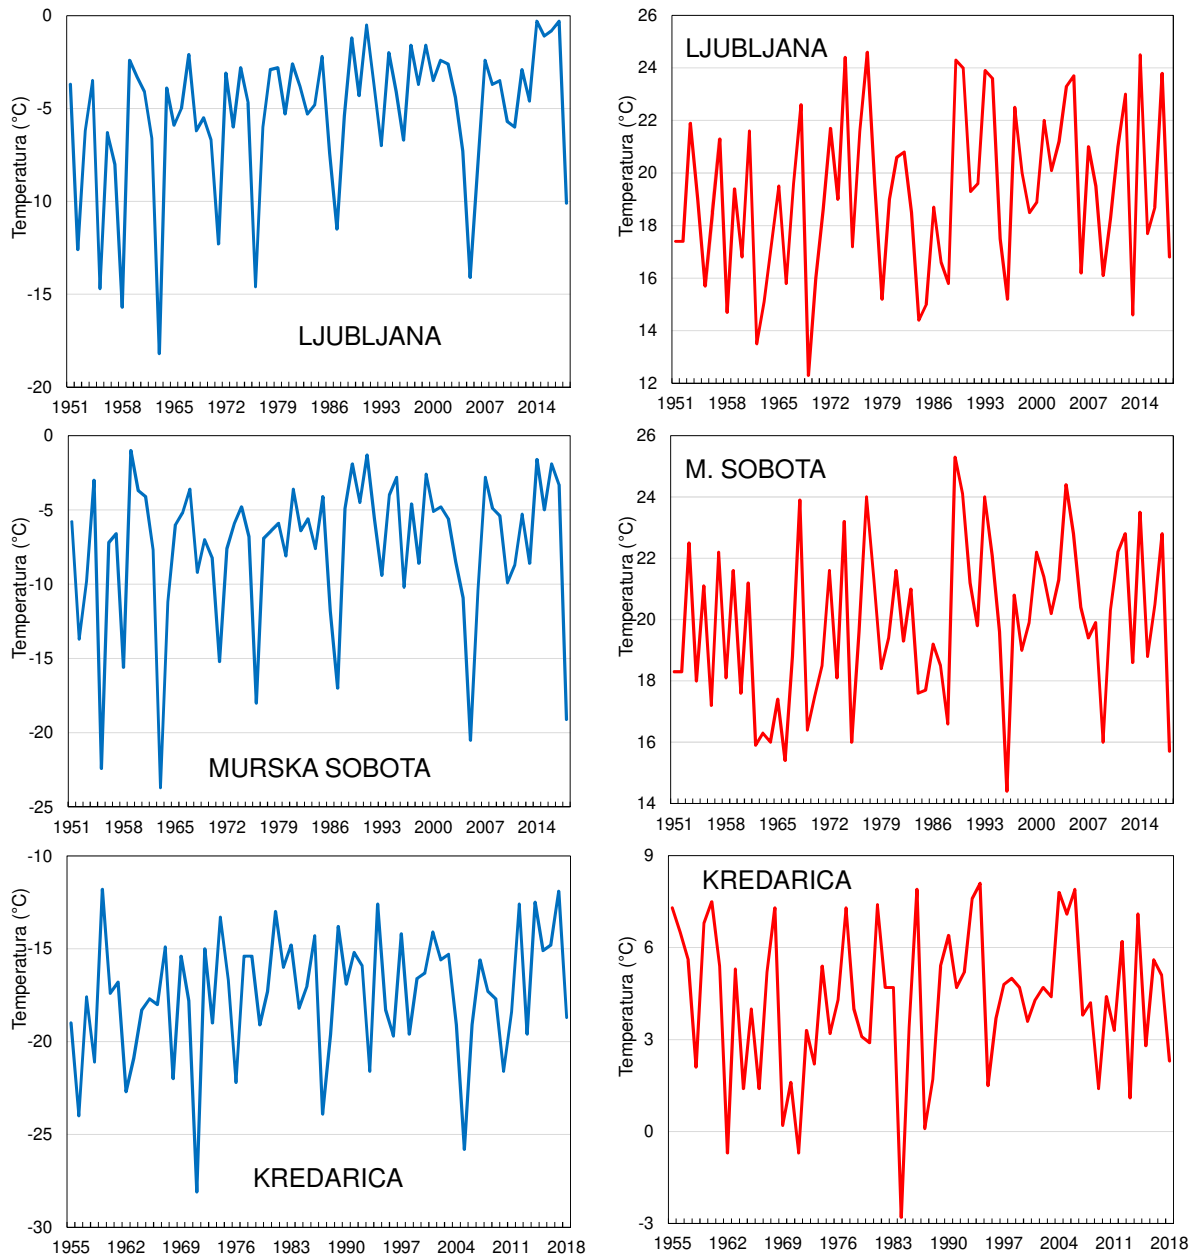 0
-5
-10
-15
-20
Temperatura (°C)
LJUBLJANA
1951 1958 1965 1972 1979 1986 1993 2000 2007 2014
26
24
22
20
18
16
14
12
Temperatura (°C)
LJUBLJANA
1951 1958 1965 1972 1979 1986 1993 2000 2007 2014
0
-5
-10
-15
-20
-25
Temperatura (°C)
MURSKA SOBOTA
1951 1958 1965 1972 1979 1986 1993 2000 2007 2014
26
24
22
20
18
16
14
Temperatura (°C)
M. SOBOTA
1951 1958 1965 1972 1979 1986 1993 2000 2007 2014
-10
-15
-20
-25
-30
Temperatura (°C)
KREDARICA
1955 1962 1969 1976 1983 1990 1997 2004 2011 2018
9
6
3
0
-3
Temperatura (°C)
KREDARICA
1955 1962 1969 1976 1983 1990 1997 2004 2011 2018